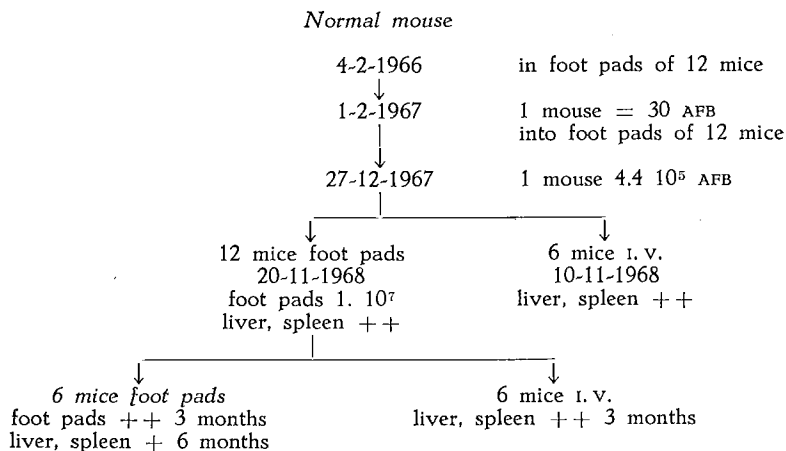 Normal mouse
4-2-1966 in foot pads of 12 mice
1-2-1967 1 mouse = 30 AFB
into foot pads of 12 mice
27-12-1967 1 mouse 4.4 10⁵ AFB
12 mice foot pads
20-11-1968
foot pads 1. 10⁷
liver, spleen ++
6 mice I. V.
10-11-1968
liver, spleen ++
6 mice foot pads
foot pads ++ 3 months
liver, spleen + 6 months
6 mice I. V.
liver, spleen ++ 3 months